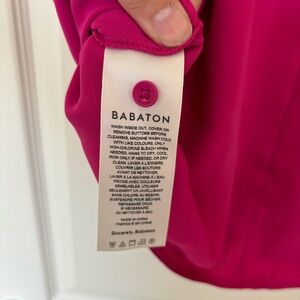 BABATON
WASH INSIDE OUT, COVER OR
REMOVE BUTTONS BEFORE
CLEANING, MACHINE WASH COLD
WITH LIKE COLOURS, ONLY
NON-CHLORINE BLEACH WHEN
NEEDED, HANG TO DRY, COOL
IRON ONLY IF NEEDED, OR DRY
CLEAN. LAVER À L'ENVERS
COUVRIR LES BOUTONS
AVANT DE NETTOYER,
LAVER À LA MACHINE À L'EAU
FROIDE AVEC COULEURS
SEMBLABLES, UTILISER
SEULEMENT UN JAVELLISANT
SANS CHLORE AU BESOIN,
SUSPENDRE POUR SÉCHER,
REPASSAGE DOUX
SI NÉCESSAIRE,
OU NETTOYER À SEC.
MADE IN CHINA
FABRIQUÉ EN CHINE
Sincerely, Babaton